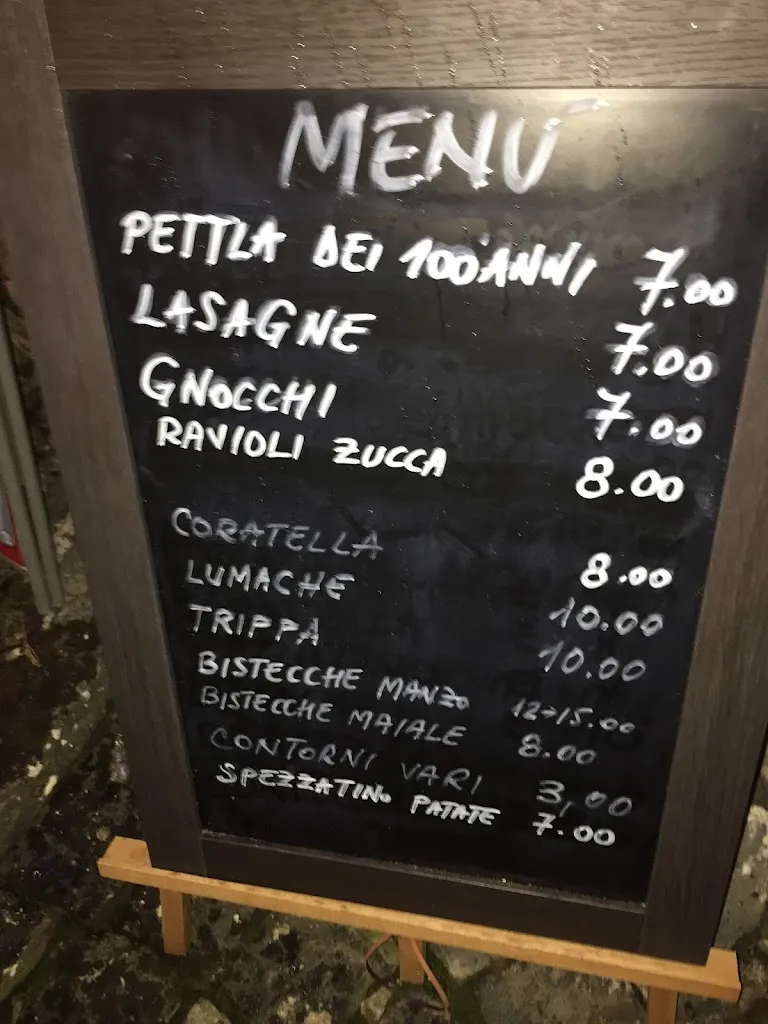 MENÚ
PETTLA DEI 100 ANNI 7.00
LASAGNE 7.00
GNOCCHI 7.00
RAVIOLI ZUCCA 8.00
CORATELLA 8.00
LUMACHE 10.00
TRIPPA 10.00
BISTECCHE MANZO 12→15.00
BISTECCHE MAIALE 8.00
CONTORNI VARI 3,00
SPEZZATINO PATATE 7.00